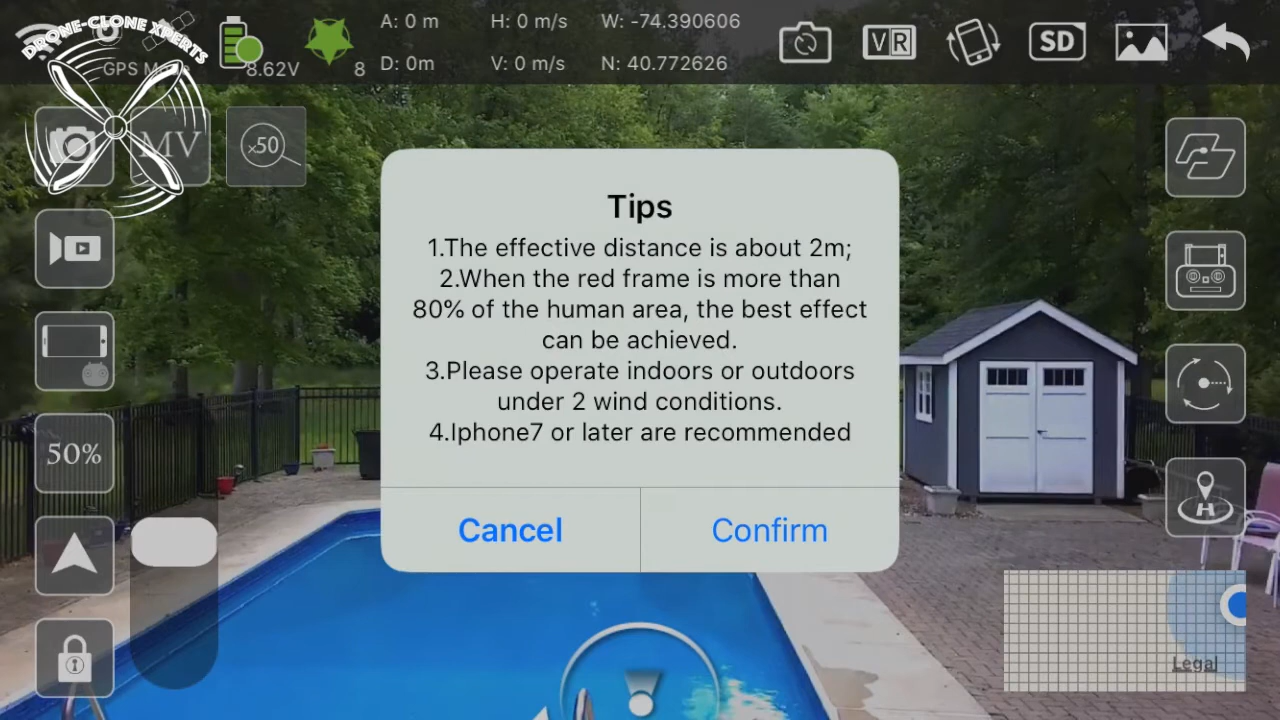 DRONE-CLONE XPERTS
A: 0 m H: 0 m/s W: -74.390606
GPS Mo
8.62V 8 D: 0m V: 0 m/s N: 40.772626
VR SD
MV x50
Tips
1.The effective distance is about 2m;
2.When the red frame is more than
80% of the human area, the best effect
can be achieved.
3.Please operate indoors or outdoors
under 2 wind conditions.
4.Iphone7 or later are recommended
50%
Cancel Confirm
H
Legal